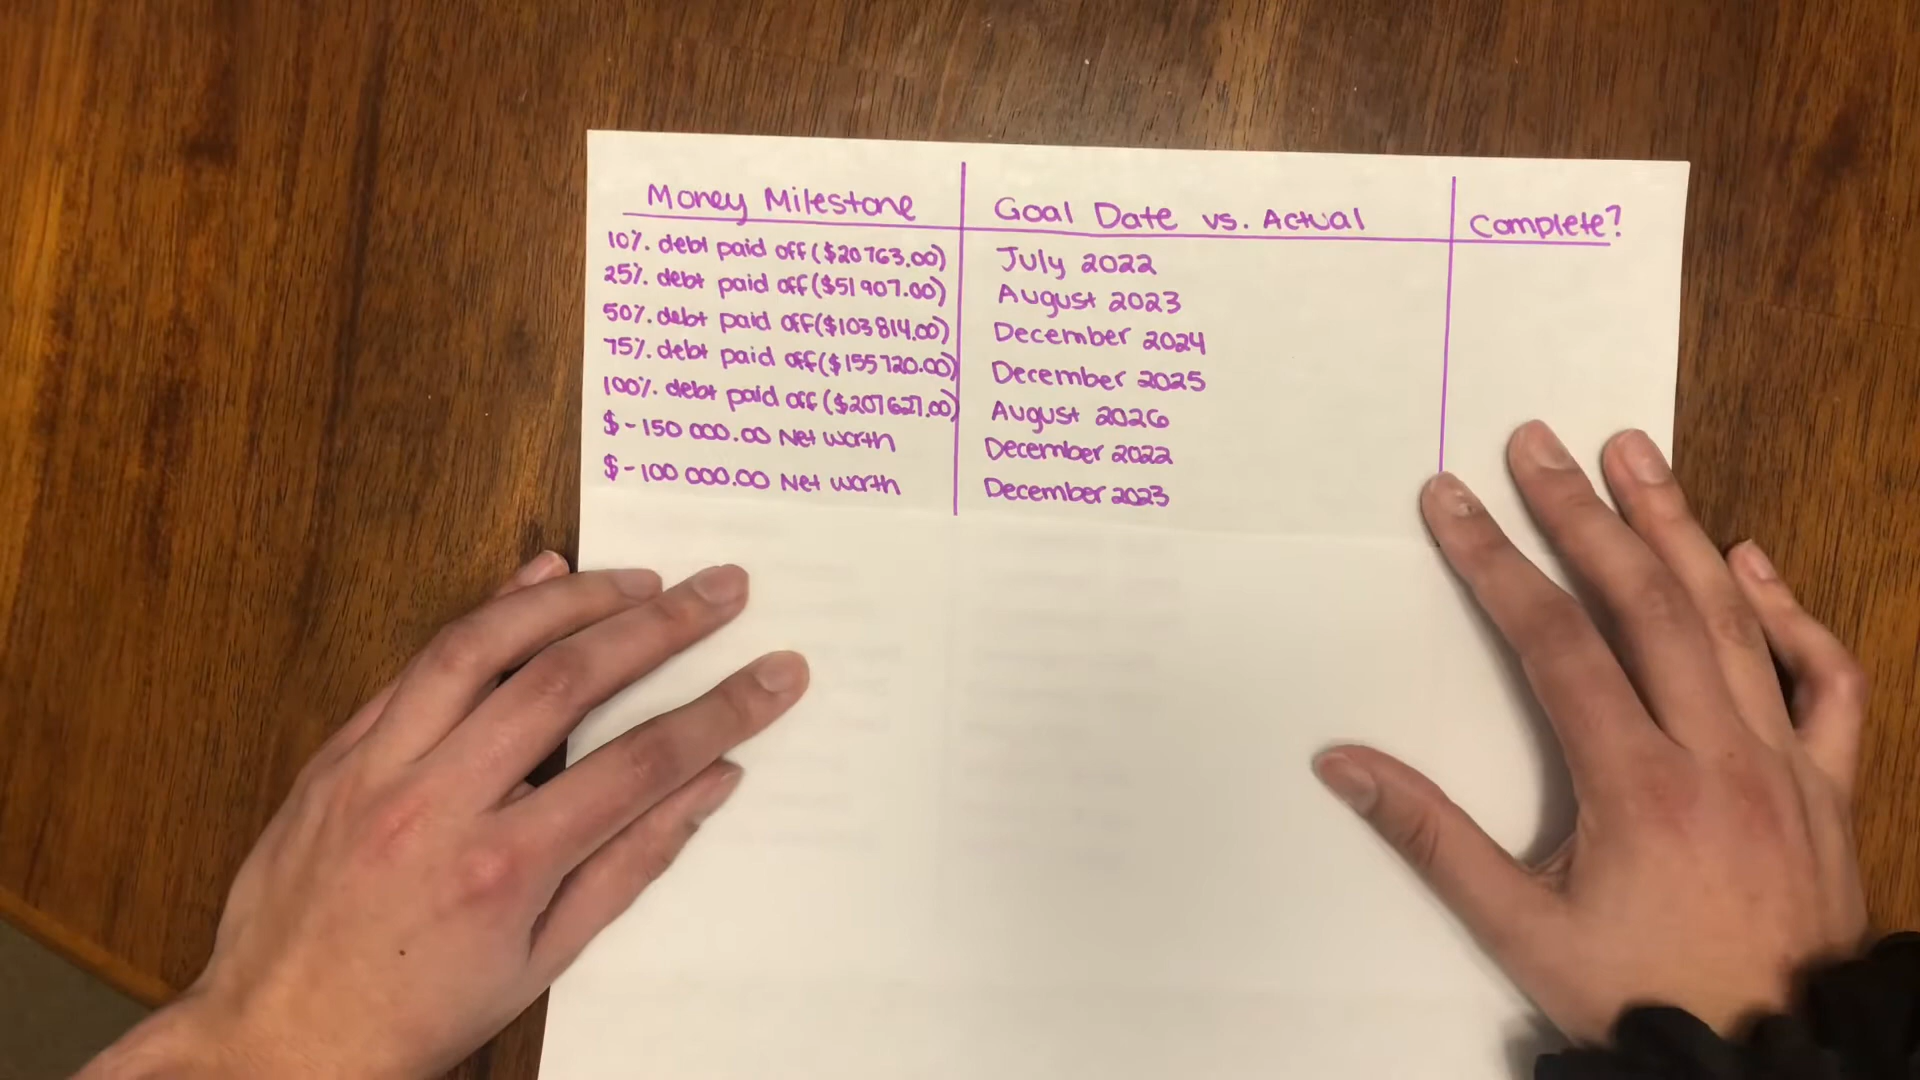 Money Milestone Goal Date vs. Actual Complete?
10%. debt paid off ($20763.00) July 2022
25%. debt paid off ($51907.00) August 2023
50%. debt paid off ($103814.00) December 2024
75%. debt paid off ($155720.00) December 2025
100%. debt paid off ($207627.00) August 2026
$-150 000.00 Net worth December 2022
$-100 000.00 Net worth December 2023